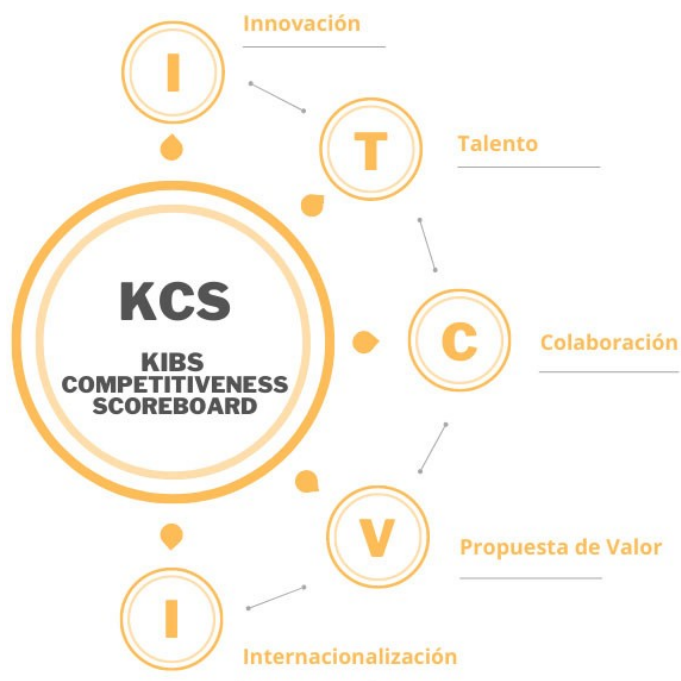 Innovación
I
T
Talento
KCS
KIBS
COMPETITIVENESS
SCOREBOARD
C
Colaboración
V
Propuesta de Valor
I
Internacionalización